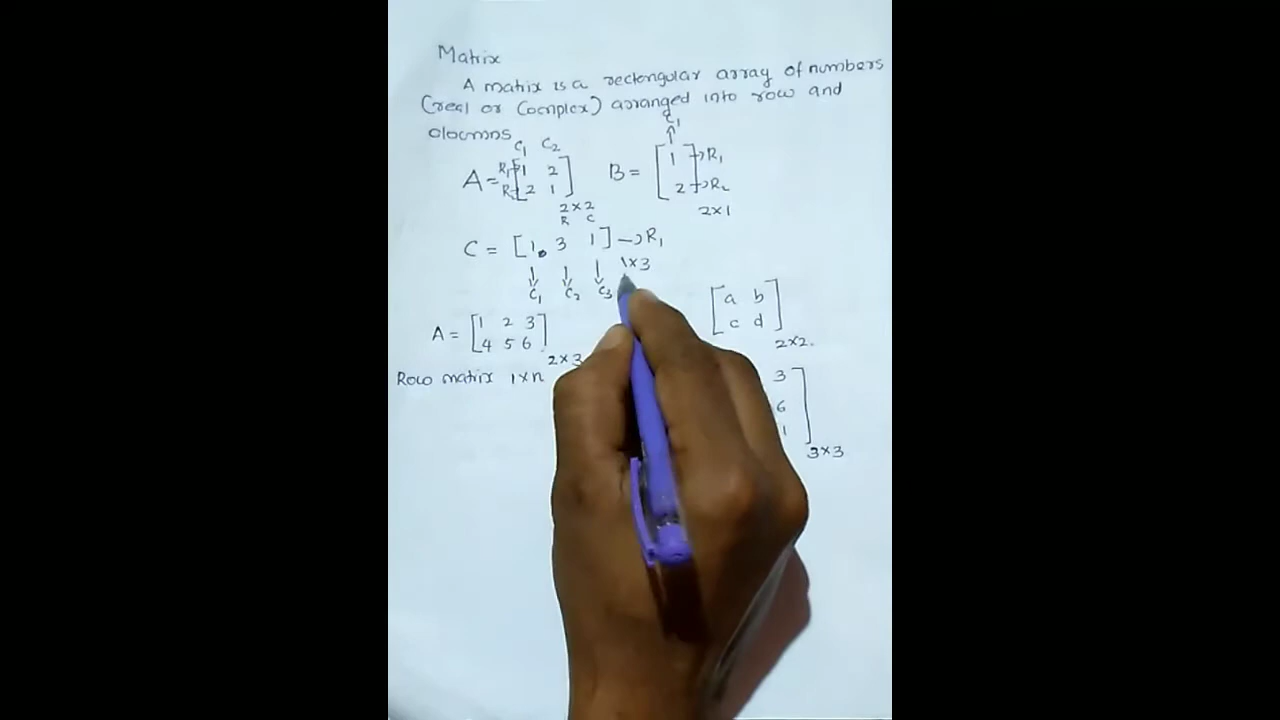 Matrix
A matrix is a rectangular array of numbers
(real or complex) arranged into row and
cloumns
C1 C2
A = R1→ [1 2
R→ 2 1]
2×2
R C
C1
↑
B = [1 →R1
2] →R2
2×1
C = [1. 3 1] →R1
1×3
↓ ↓ ↓
C1 C2 C3
A = [1 2 3
4 5 6]
2×3
[a b
c d]
2×2.
Row matrix 1×n
3
6
1]
3×3